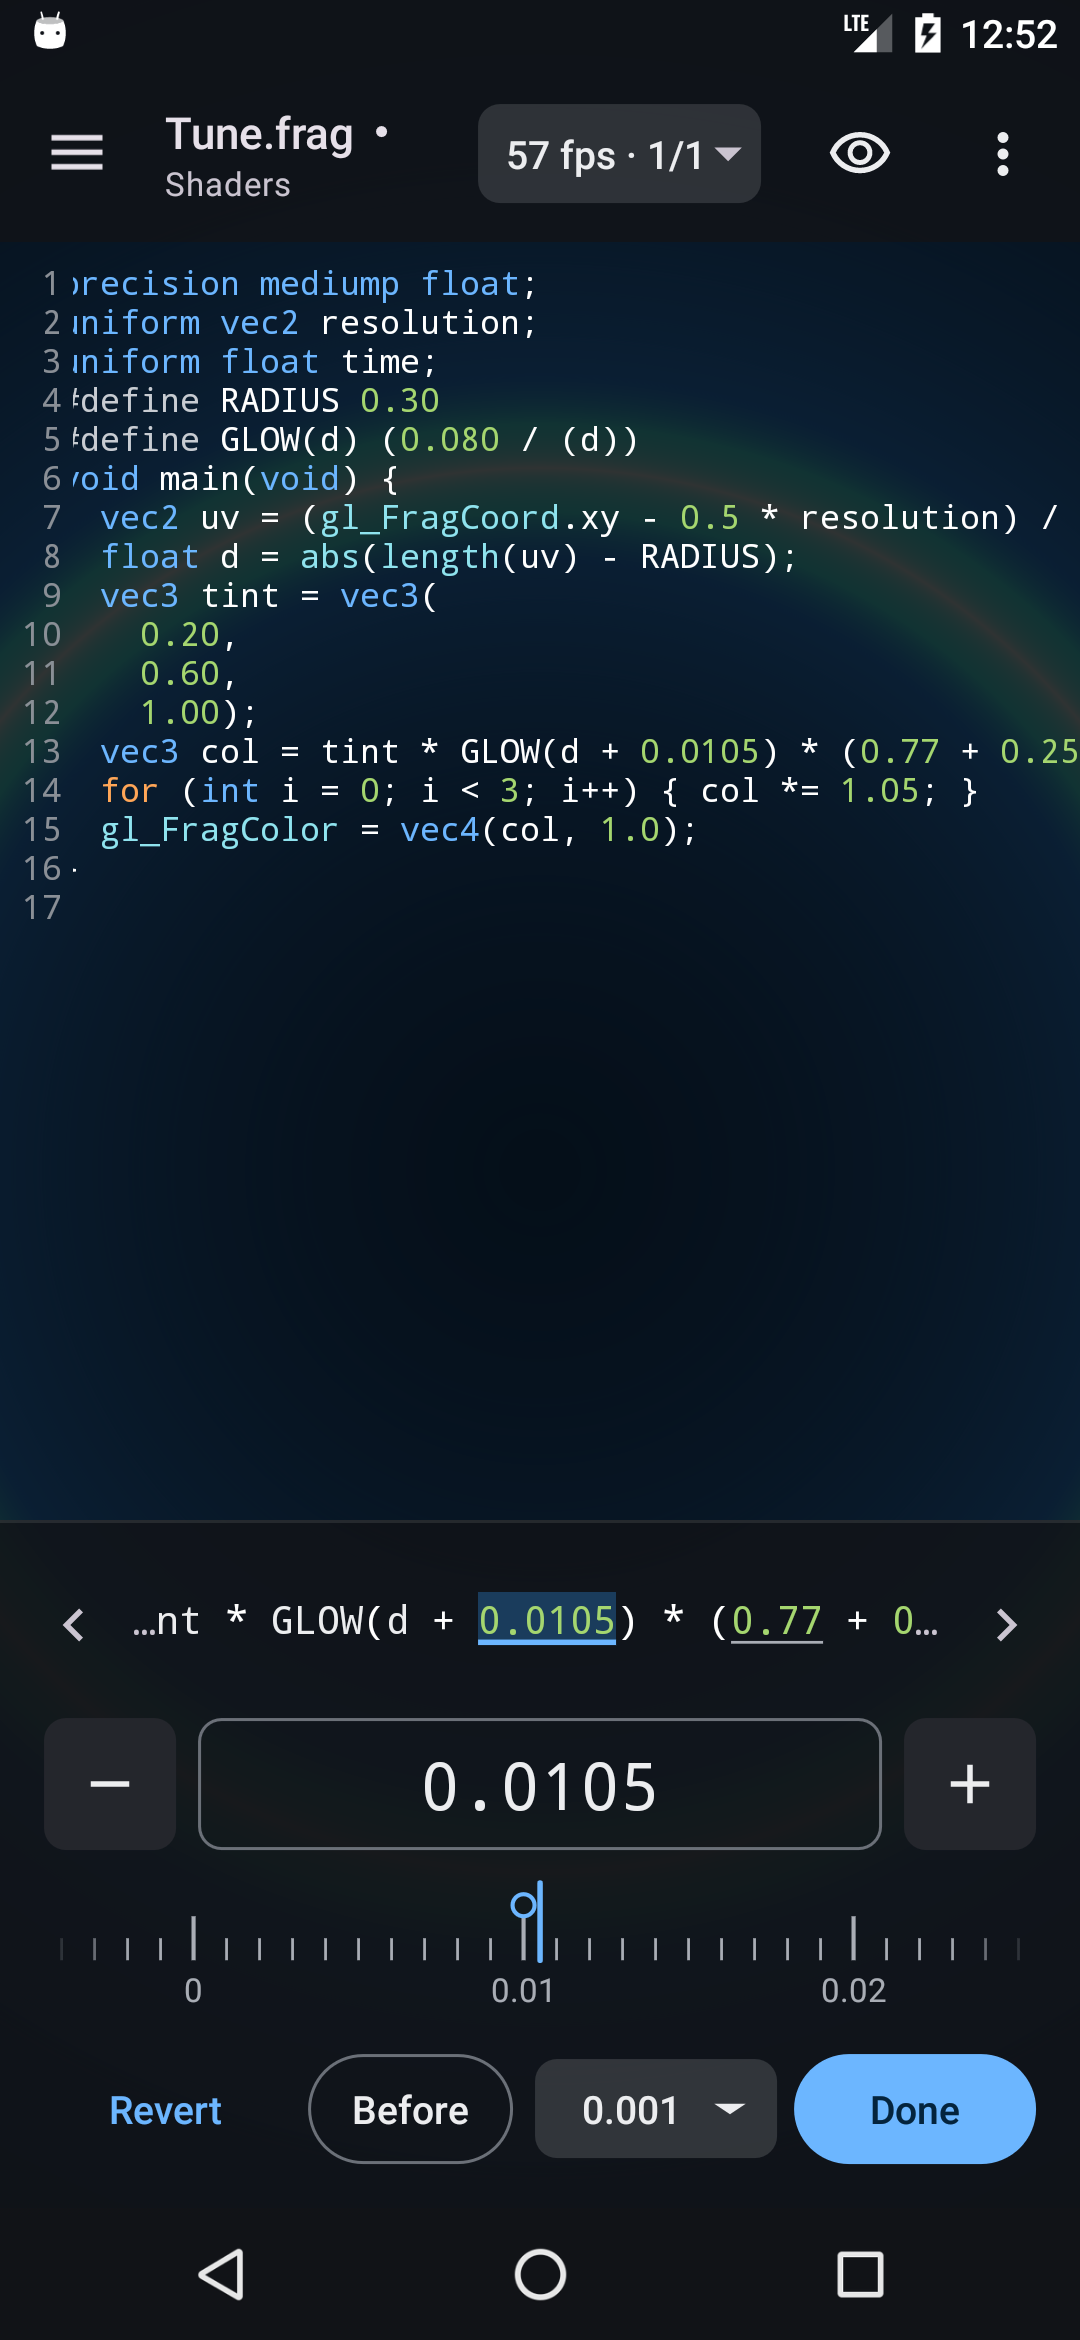 LTE 12:52
Tune.frag •
Shaders
57 fps · 1/1
1 precision mediump float;
2 uniform vec2 resolution;
3 uniform float time;
4 #define RADIUS 0.30
5 #define GLOW(d) (0.080 / (d))
6 void main(void) {
7 vec2 uv = (gl_FragCoord.xy - 0.5 * resolution) /
8 float d = abs(length(uv) - RADIUS);
9 vec3 tint = vec3(
10 0.20,
11 0.60,
12 1.00);
13 vec3 col = tint * GLOW(d + 0.0105) * (0.77 + 0.25
14 for (int i = 0; i < 3; i++) { col *= 1.05; }
15 gl_FragColor = vec4(col, 1.0);
16
17
…nt * GLOW(d + 0.0105) * (0.77 + 0…
− 0.0105 +
0 0.01 0.02
Revert Before 0.001 Done